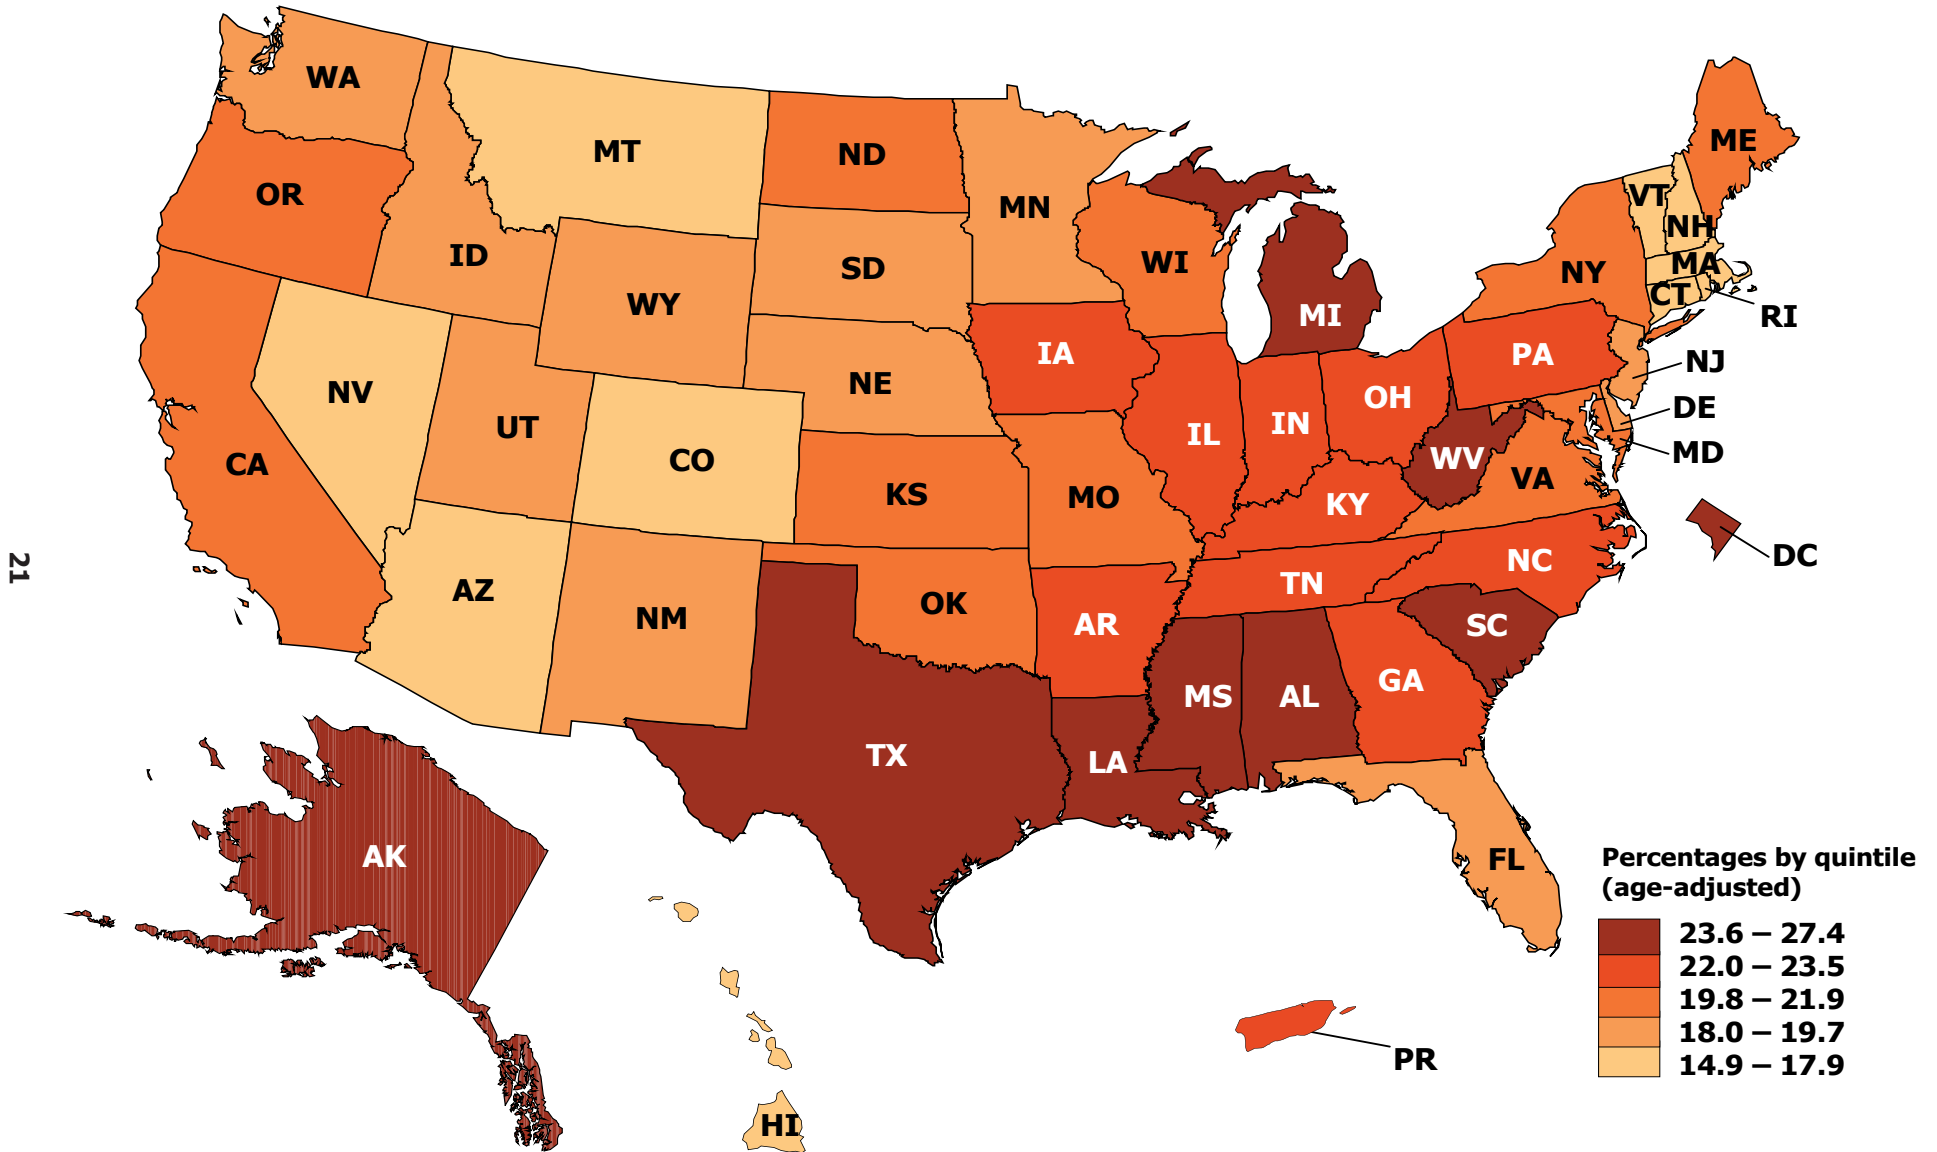 WA
MT
ND
ME
OR
MN
VT
NH
ID
SD
WI
NY
MA
CT
WY
MI
RI
IA
PA
NJ
NV
NE
OH
DE
UT
IL
IN
MD
CA
CO
WV
VA
KS
MO
KY
DC
21
AZ
NM
OK
AR
TN
NC
SC
MS
AL
GA
TX
LA
AK
FL
Percentages by quintile
(age-adjusted)
23.6 – 27.4
22.0 – 23.5
19.8 – 21.9
18.0 – 19.7
14.9 – 17.9
PR
HI